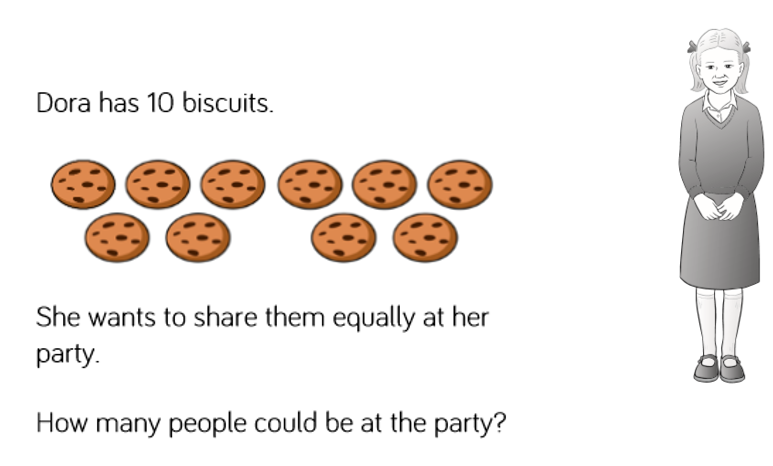 Dora has 10 biscuits.
She wants to share them equally at her
party.
How many people could be at the party?